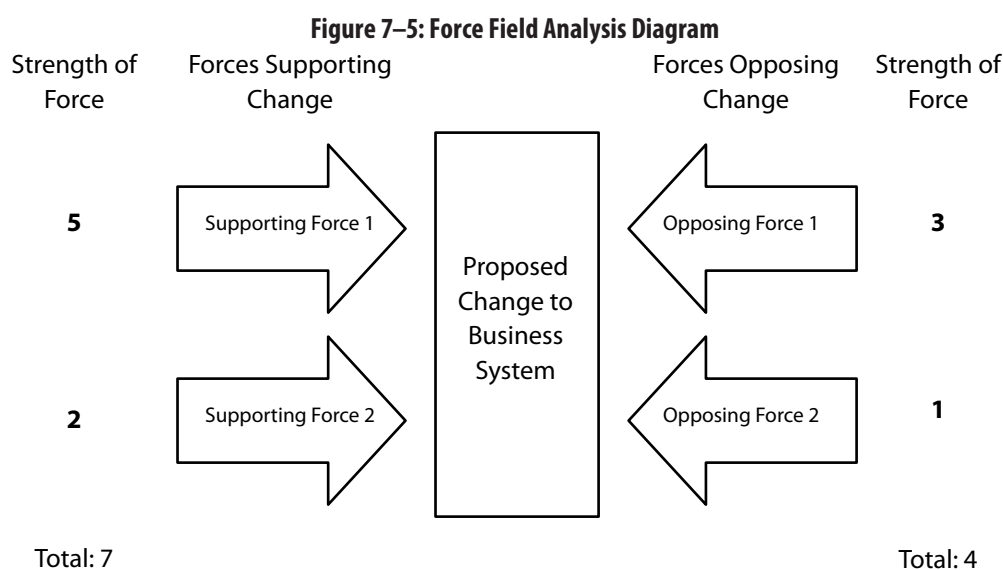 Figure 7–5: Force Field Analysis Diagram
Strength of
Force
Forces Supporting
Change
Forces Opposing
Change
Strength of
Force
5
Supporting Force 1
Opposing Force 1
3
Proposed
Change to
Business
System
2
Supporting Force 2
Opposing Force 2
1
Total: 7
Total: 4